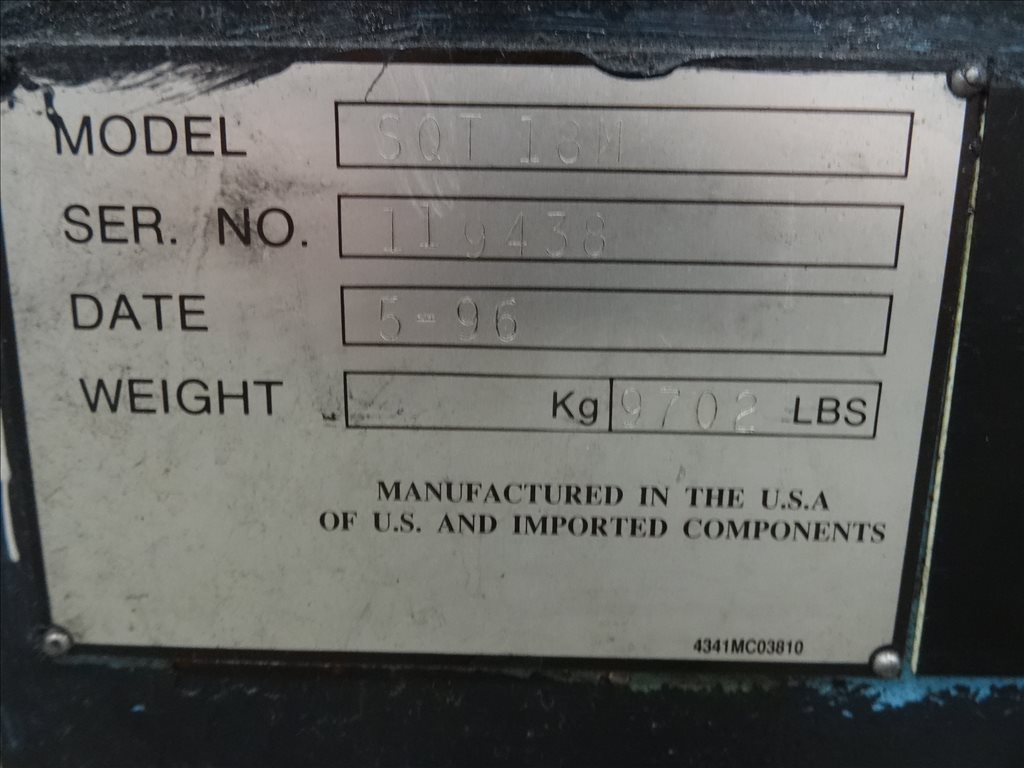 MODEL SQT 18M
SER. NO. 119438
DATE 5-96
WEIGHT Kg 9702 LBS
MANUFACTURED IN THE U.S.A
OF U.S. AND IMPORTED COMPONENTS
4341MC03810